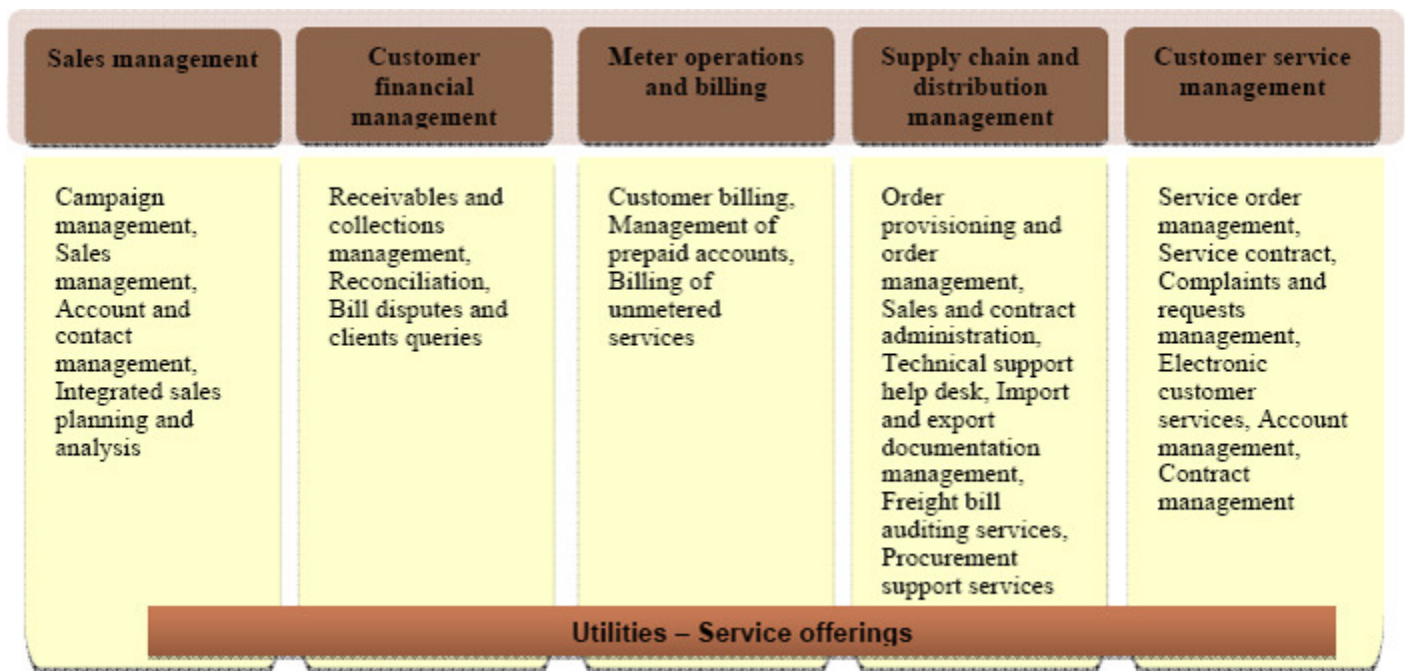 Sales management
Customer
financial
management
Meter operations
and billing
Supply chain and
distribution
management
Customer service
management
Campaign
management,
Sales
management,
Account and
contact
management,
Integrated sales
planning and
analysis
Receivables and
collections
management,
Reconciliation,
Bill disputes and
clients queries
Customer billing,
Management of
prepaid accounts,
Billing of
unmetered
services
Order
provisioning and
order
management,
Sales and contract
administration,
Technical support
help desk, Import
and export
documentation
management,
Freight bill
auditing services,
Procurement
support services
Service order
management,
Service contract,
Complaints and
requests
management,
Electronic
customer
services, Account
management,
Contract
management
Utilities – Service offerings